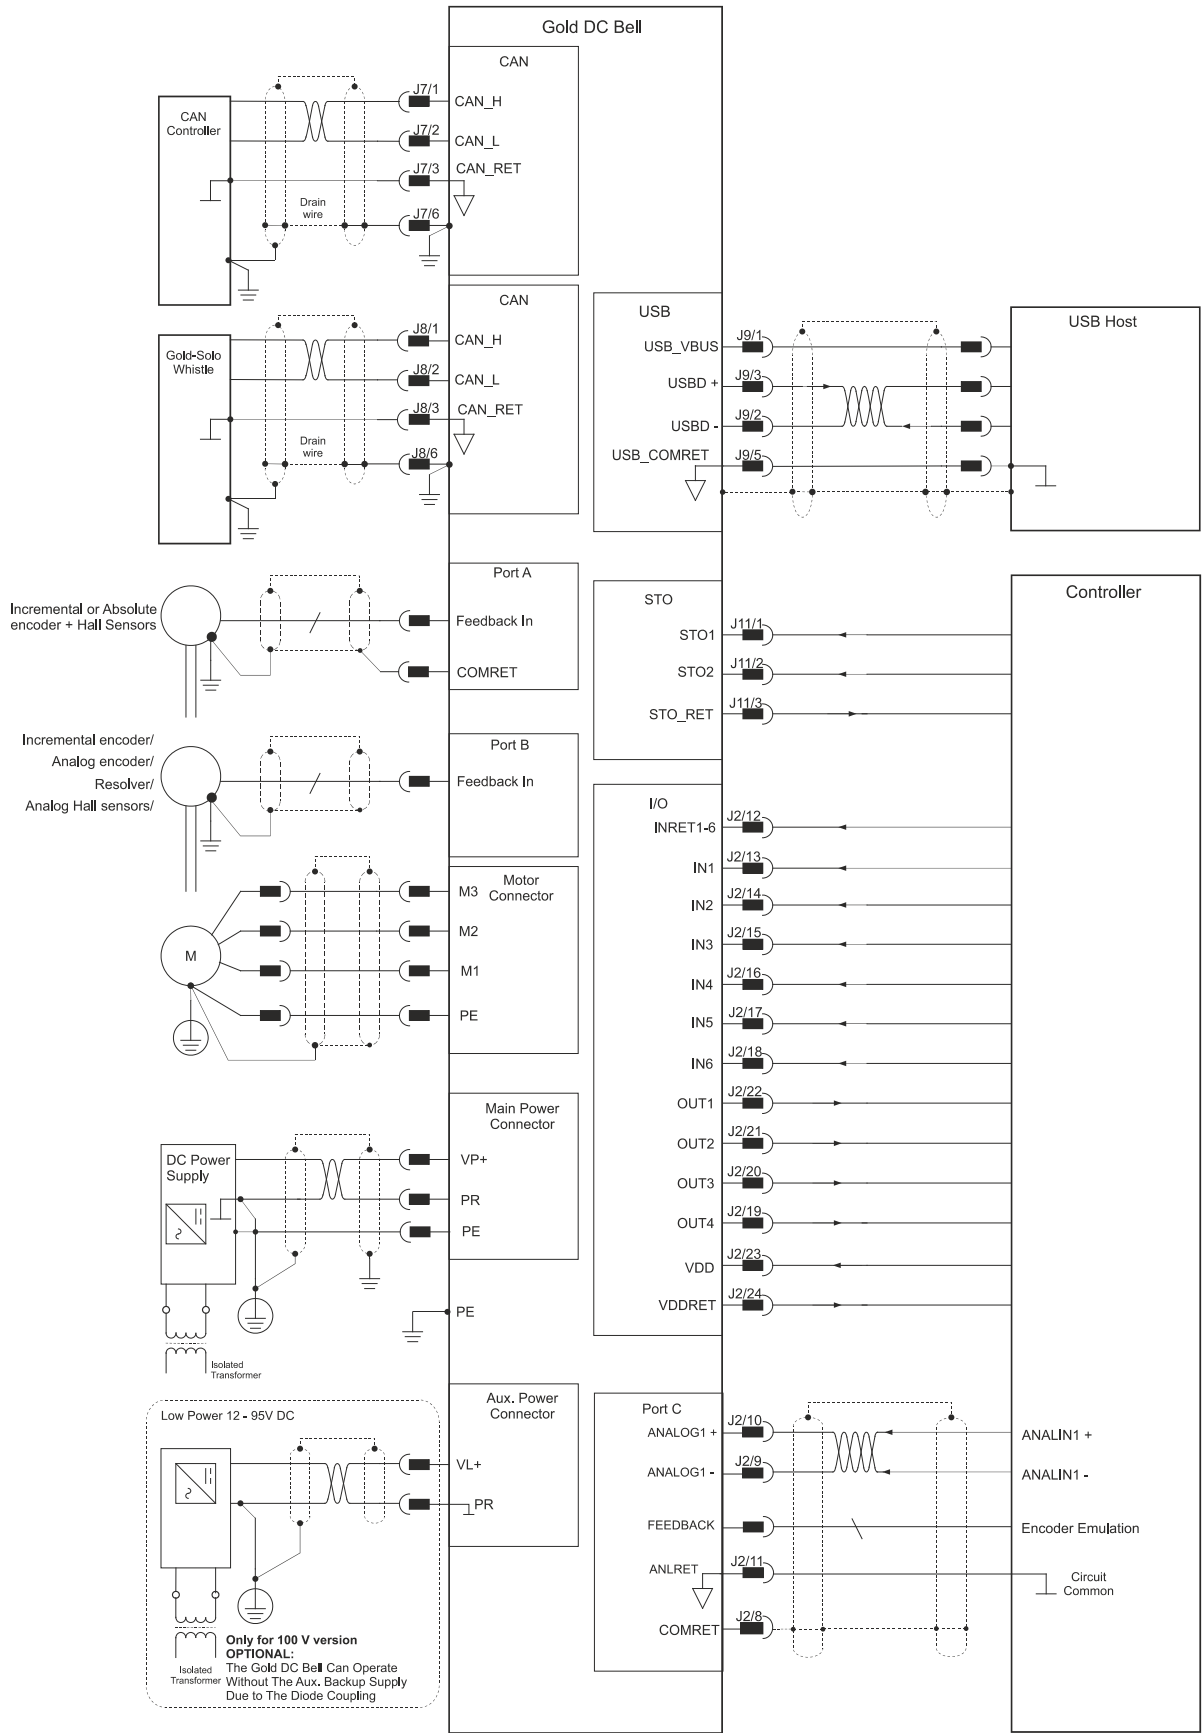 Gold DC Bell
CAN
CAN
Controller
J7/1
CAN_H
J7/2
CAN_L
J7/3
CAN_RET
Drain
wire
J7/6
CAN
Gold-Solo
Whistle
J8/1
CAN_H
J8/2
CAN_L
J8/3
CAN_RET
Drain
wire
J8/6
USB
USB_VBUS
J9/1
USBD +
J9/3
USBD -
J9/2
USB_COMRET
J9/5
USB Host
Port A
Incremental or Absolute
encoder + Hall Sensors
Feedback In
COMRET
Port B
Incremental encoder/
Analog encoder/
Resolver/
Analog Hall sensors/
Feedback In
Motor
Connector
M
M3
M2
M1
PE
Main Power
Connector
DC Power
Supply
VP+
PR
PE
Isolated
Transformer
PE
Aux. Power
Connector
Low Power 12 - 95V DC
VL+
PR
Isolated
Transformer
Only for 100 V version
OPTIONAL:
The Gold DC Bell Can Operate
Without The Aux. Backup Supply
Due to The Diode Coupling
Controller
STO
STO1
J11/1
STO2
J11/2
STO_RET
J11/3
I/O
INRET1-6
J2/12
IN1
J2/13
IN2
J2/14
IN3
J2/15
IN4
J2/16
IN5
J2/17
IN6
J2/18
OUT1
J2/22
OUT2
J2/21
OUT3
J2/20
OUT4
J2/19
VDD
J2/23
VDDRET
J2/24
Port C
ANALOG1 +
J2/10
ANALIN1 +
ANALOG1 -
J2/9
ANALIN1 -
FEEDBACK
Encoder Emulation
ANLRET
J2/11
Circuit
Common
COMRET
J2/8